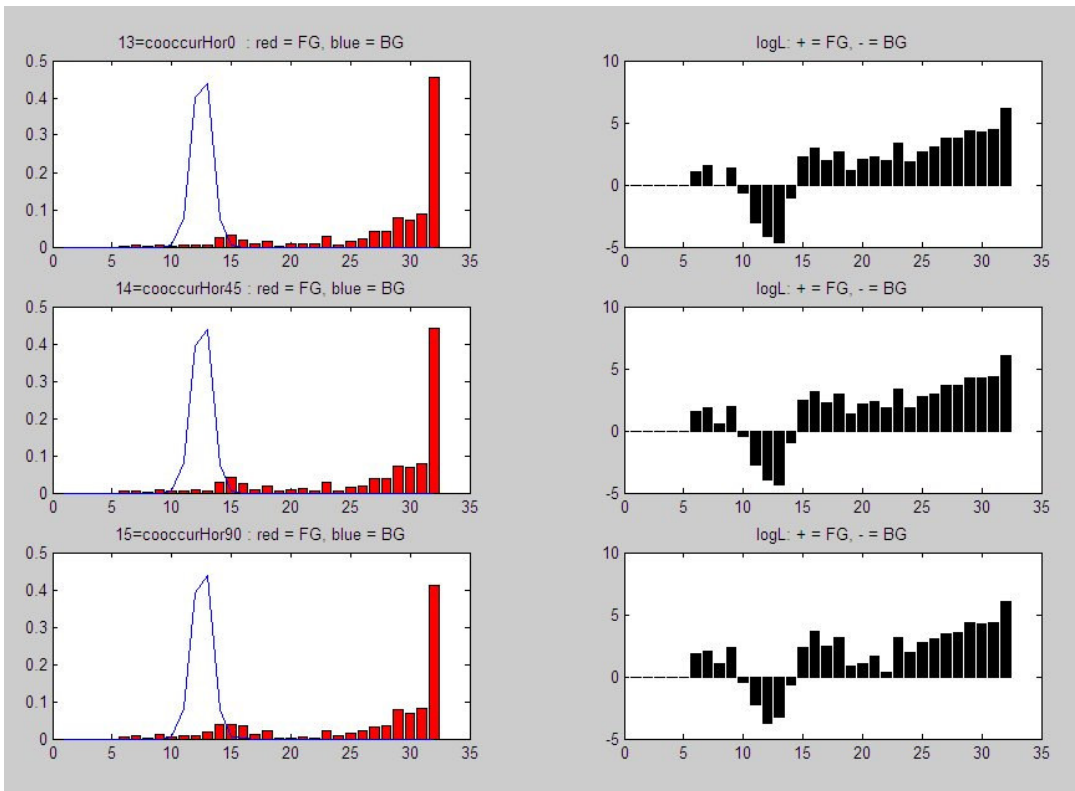 13=cooccurHor0 : red = FG, blue = BG
0.5
0.4
0.3
0.2
0.1
0
0 5 10 15 20 25 30 35
logL: + = FG, - = BG
10
5
0
-5
0 5 10 15 20 25 30 35
14=cooccurHor45 : red = FG, blue = BG
0.5
0.4
0.3
0.2
0.1
0
0 5 10 15 20 25 30 35
logL: + = FG, - = BG
10
5
0
-5
0 5 10 15 20 25 30 35
15=cooccurHor90 : red = FG, blue = BG
0.5
0.4
0.3
0.2
0.1
0
0 5 10 15 20 25 30 35
logL: + = FG, - = BG
10
5
0
-5
0 5 10 15 20 25 30 35